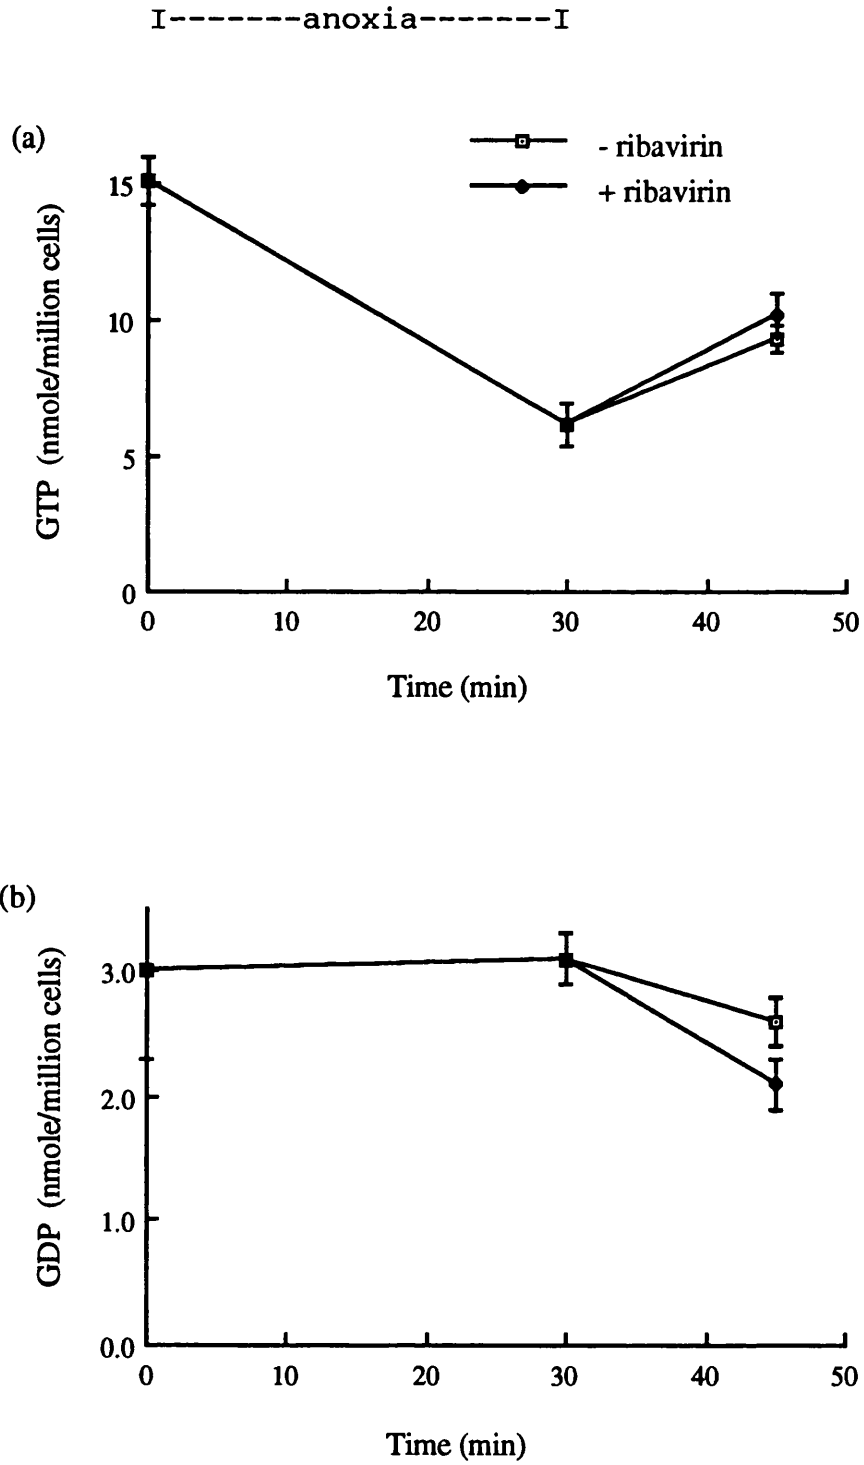 I-------anoxia-------I
(a)
- ribavirin
+ ribavirin
GTP (nmole/million cells)
15
10
5
0
0 10 20 30 40 50
Time (min)
(b)
GDP (nmole/million cells)
3.0
2.0
1.0
0.0
0 10 20 30 40 50
Time (min)